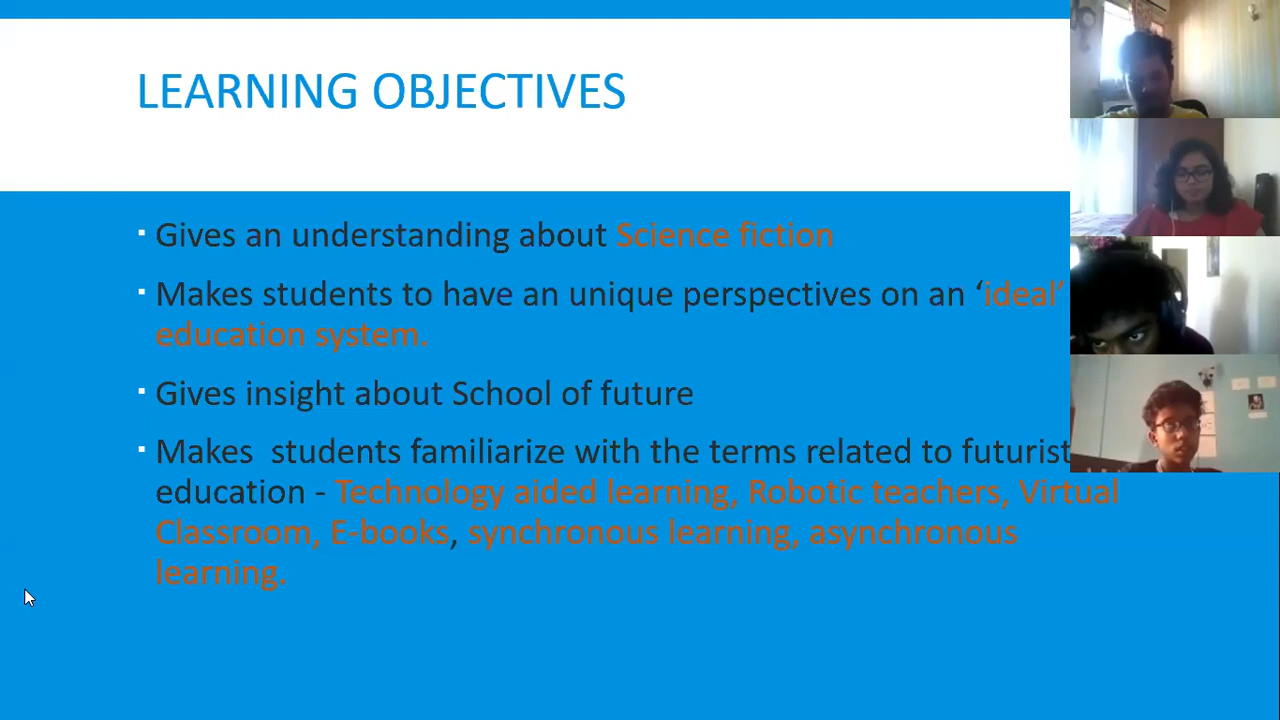 LEARNING OBJECTIVES
Gives an understanding about Science fiction
Makes students to have an unique perspectives on an ‘ideal’
education system.
Gives insight about School of future
Makes  students familiarize with the terms related to futurist
education - Technology aided learning, Robotic teachers, Virtual
Classroom, E-books, synchronous learning, asynchronous
learning.